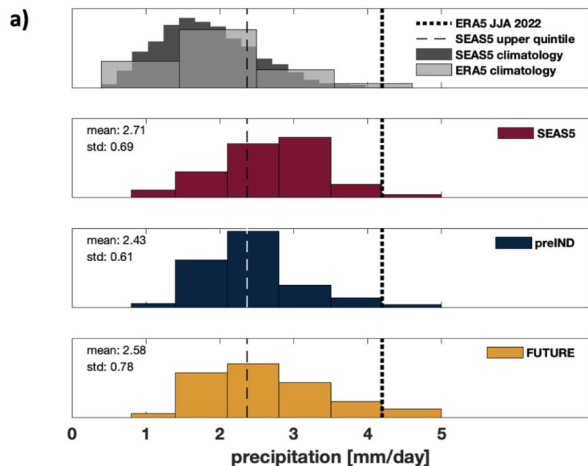 a)
ERA5 JJA 2022
SEAS5 upper quintile
SEAS5 climatology
ERA5 climatology
mean: 2.71
std: 0.69
SEAS5
mean: 2.43
std: 0.61
preIND
mean: 2.58
std: 0.78
FUTURE
0 1 2 3 4 5
precipitation [mm/day]